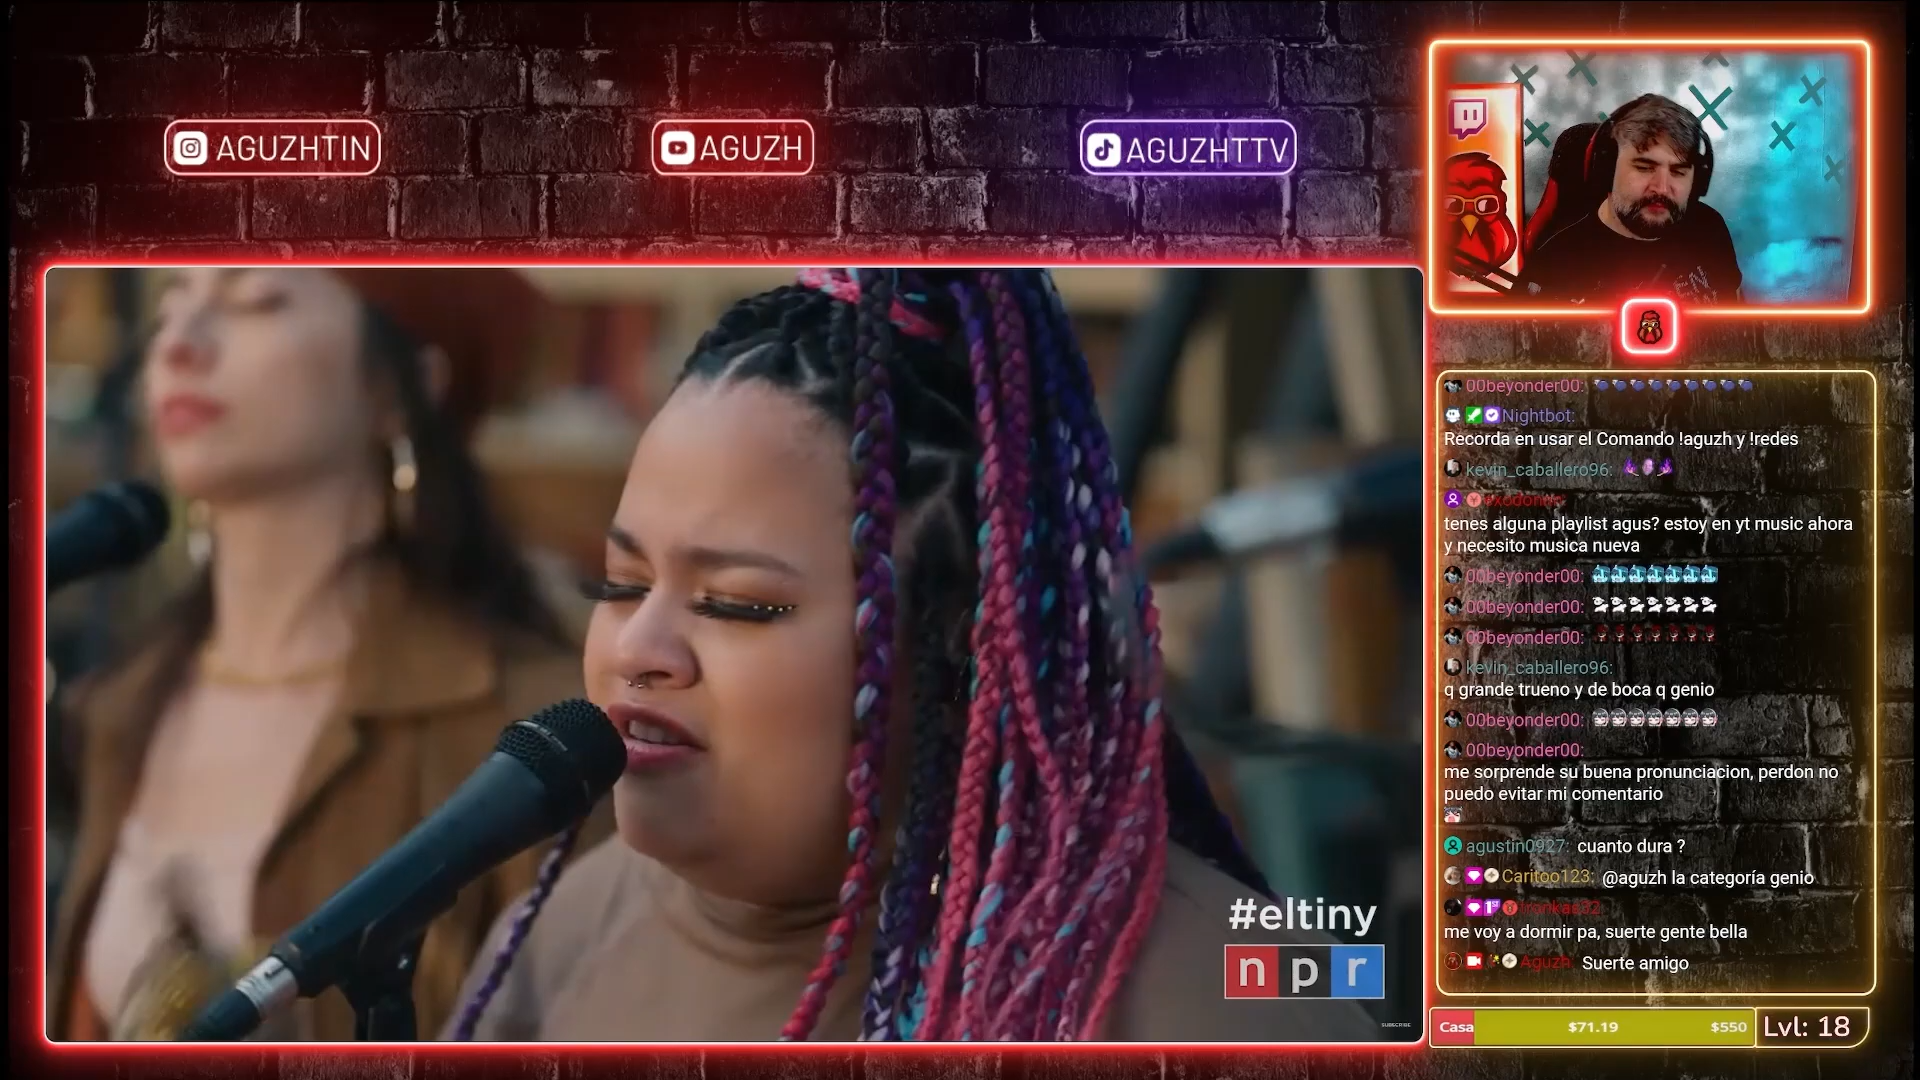 AGUZHTIN
AGUZH
AGUZHTTV
00beyonder00:
Nightbot:
Recorda en usar el Comando !aguzh y !redes
kevin_caballero96:
tenes alguna playlist agus? estoy en yt music ahora
y necesito musica nueva
00beyonder00:
00beyonder00:
00beyonder00:
kevin_caballero96:
q grande trueno y de boca q genio
00beyonder00:
00beyonder00:
me sorprende su buena pronunciacion, perdon no
puedo evitar mi comentario
agustin0927: cuanto dura ?
Caritoo123: @aguzh la categoría genio
me voy a dormir pa, suerte gente bella
Aguzh: Suerte amigo
#eltiny
npr
SUBSCRIBE
Casa $71.19 $550 Lvl: 18